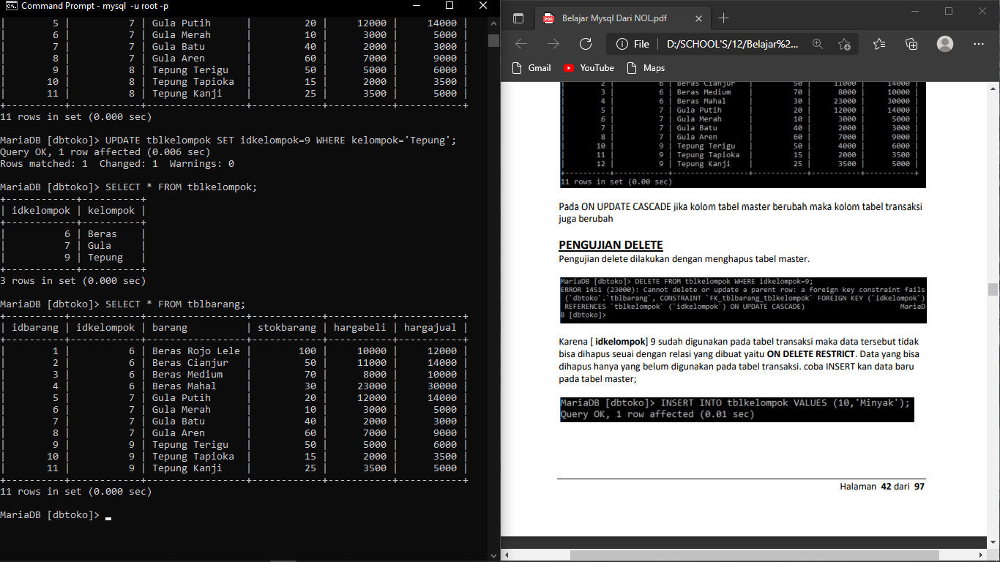 Command Prompt - mysql -u root -p
|        5 |          7 | Gula Putih      |         20 |     12000 |     14000 |
|        6 |          7 | Gula Merah      |         10 |      3000 |      5000 |
|        7 |          7 | Gula Batu       |         40 |      2000 |      3000 |
|        8 |          7 | Gula Aren       |         60 |      7000 |      9000 |
|        9 |          8 | Tepung Terigu   |         50 |      5000 |      6000 |
|       10 |          8 | Tepung Tapioka  |         15 |      2000 |      3500 |
|       11 |          8 | Tepung Kanji    |         25 |      3500 |      5000 |
+----------+------------+-----------------+------------+-----------+-----------+
11 rows in set (0.000 sec)
MariaDB [dbtoko]> UPDATE tblkelompok SET idkelompok=9 WHERE kelompok='Tepung';
Query OK, 1 row affected (0.006 sec)
Rows matched: 1  Changed: 1  Warnings: 0
MariaDB [dbtoko]> SELECT * FROM tblkelompok;
+------------+----------+
| idkelompok | kelompok |
+------------+----------+
|          6 | Beras    |
|          7 | Gula     |
|          9 | Tepung   |
+------------+----------+
3 rows in set (0.000 sec)
MariaDB [dbtoko]> SELECT * FROM tblbarang;
+----------+------------+-----------------+------------+-----------+-----------+
| idbarang | idkelompok | barang          | stokbarang | hargabeli | hargajual |
+----------+------------+-----------------+------------+-----------+-----------+
|        1 |          6 | Beras Rojo Lele |        100 |     10000 |     12000 |
|        2 |          6 | Beras Cianjur   |         50 |     11000 |     14000 |
|        3 |          6 | Beras Medium    |         70 |      8000 |     10000 |
|        4 |          6 | Beras Mahal     |         30 |     23000 |     30000 |
|        5 |          7 | Gula Putih      |         20 |     12000 |     14000 |
|        6 |          7 | Gula Merah      |         10 |      3000 |      5000 |
|        7 |          7 | Gula Batu       |         40 |      2000 |      3000 |
|        8 |          7 | Gula Aren       |         60 |      7000 |      9000 |
|        9 |          9 | Tepung Terigu   |         50 |      5000 |      6000 |
|       10 |          9 | Tepung Tapioka  |         15 |      2000 |      3500 |
|       11 |          9 | Tepung Kanji    |         25 |      3500 |      5000 |
+----------+------------+-----------------+------------+-----------+-----------+
11 rows in set (0.000 sec)
MariaDB [dbtoko]> _
Belajar Mysql Dari NOL.pdf
File | D:/SCHOOL'S/12/Belajar%2...
Gmail YouTube Maps
| 2 | 6 | Beras Cianjur | 50 | 11000 | 14000 |
| 3 | 6 | Beras Medium | 70 | 8000 | 10000 |
| 4 | 6 | Beras Mahal | 30 | 23000 | 30000 |
| 5 | 7 | Gula Putih | 20 | 12000 | 14000 |
| 6 | 7 | Gula Merah | 10 | 3000 | 5000 |
| 7 | 7 | Gula Batu | 40 | 2000 | 3000 |
| 8 | 7 | Gula Aren | 60 | 7000 | 9000 |
| 10 | 9 | Tepung Terigu | 50 | 4000 | 6000 |
| 11 | 9 | Tepung Tapioka | 15 | 2000 | 3500 |
| 12 | 9 | Tepung Kanji | 25 | 3500 | 5000 |
11 rows in set (0.00 sec)
Pada ON UPDATE CASCADE jika kolom tabel master berubah maka kolom tabel transaksi
juga berubah
PENGUJIAN DELETE
Pengujian delete dilakukan dengan menghapus tabel master.
MariaDB [dbtoko]> DELETE FROM tblkelompok WHERE idkelompok=9;
ERROR 1451 (23000): Cannot delete or update a parent row: a foreign key constraint fails
(`dbtoko`.`tblbarang`, CONSTRAINT `FK_tblbarang_tblkelompok` FOREIGN KEY (`idkelompok`)
REFERENCES `tblkelompok` (`idkelompok`) ON UPDATE CASCADE) MariaD
B [dbtoko]>
Karena [ idkelompok] 9 sudah digunakan pada tabel transaksi maka data tersebut tidak
bisa dihapus seuai dengan relasi yang dibuat yaitu ON DELETE RESTRICT. Data yang bisa
dihapus hanya yang belum digunakan pada tabel transaksi. coba INSERT kan data baru
pada tabel master;
MariaDB [dbtoko]> INSERT INTO tblkelompok VALUES (10,'Minyak');
Query OK, 1 row affected (0.01 sec)
Halaman 42 dari 97